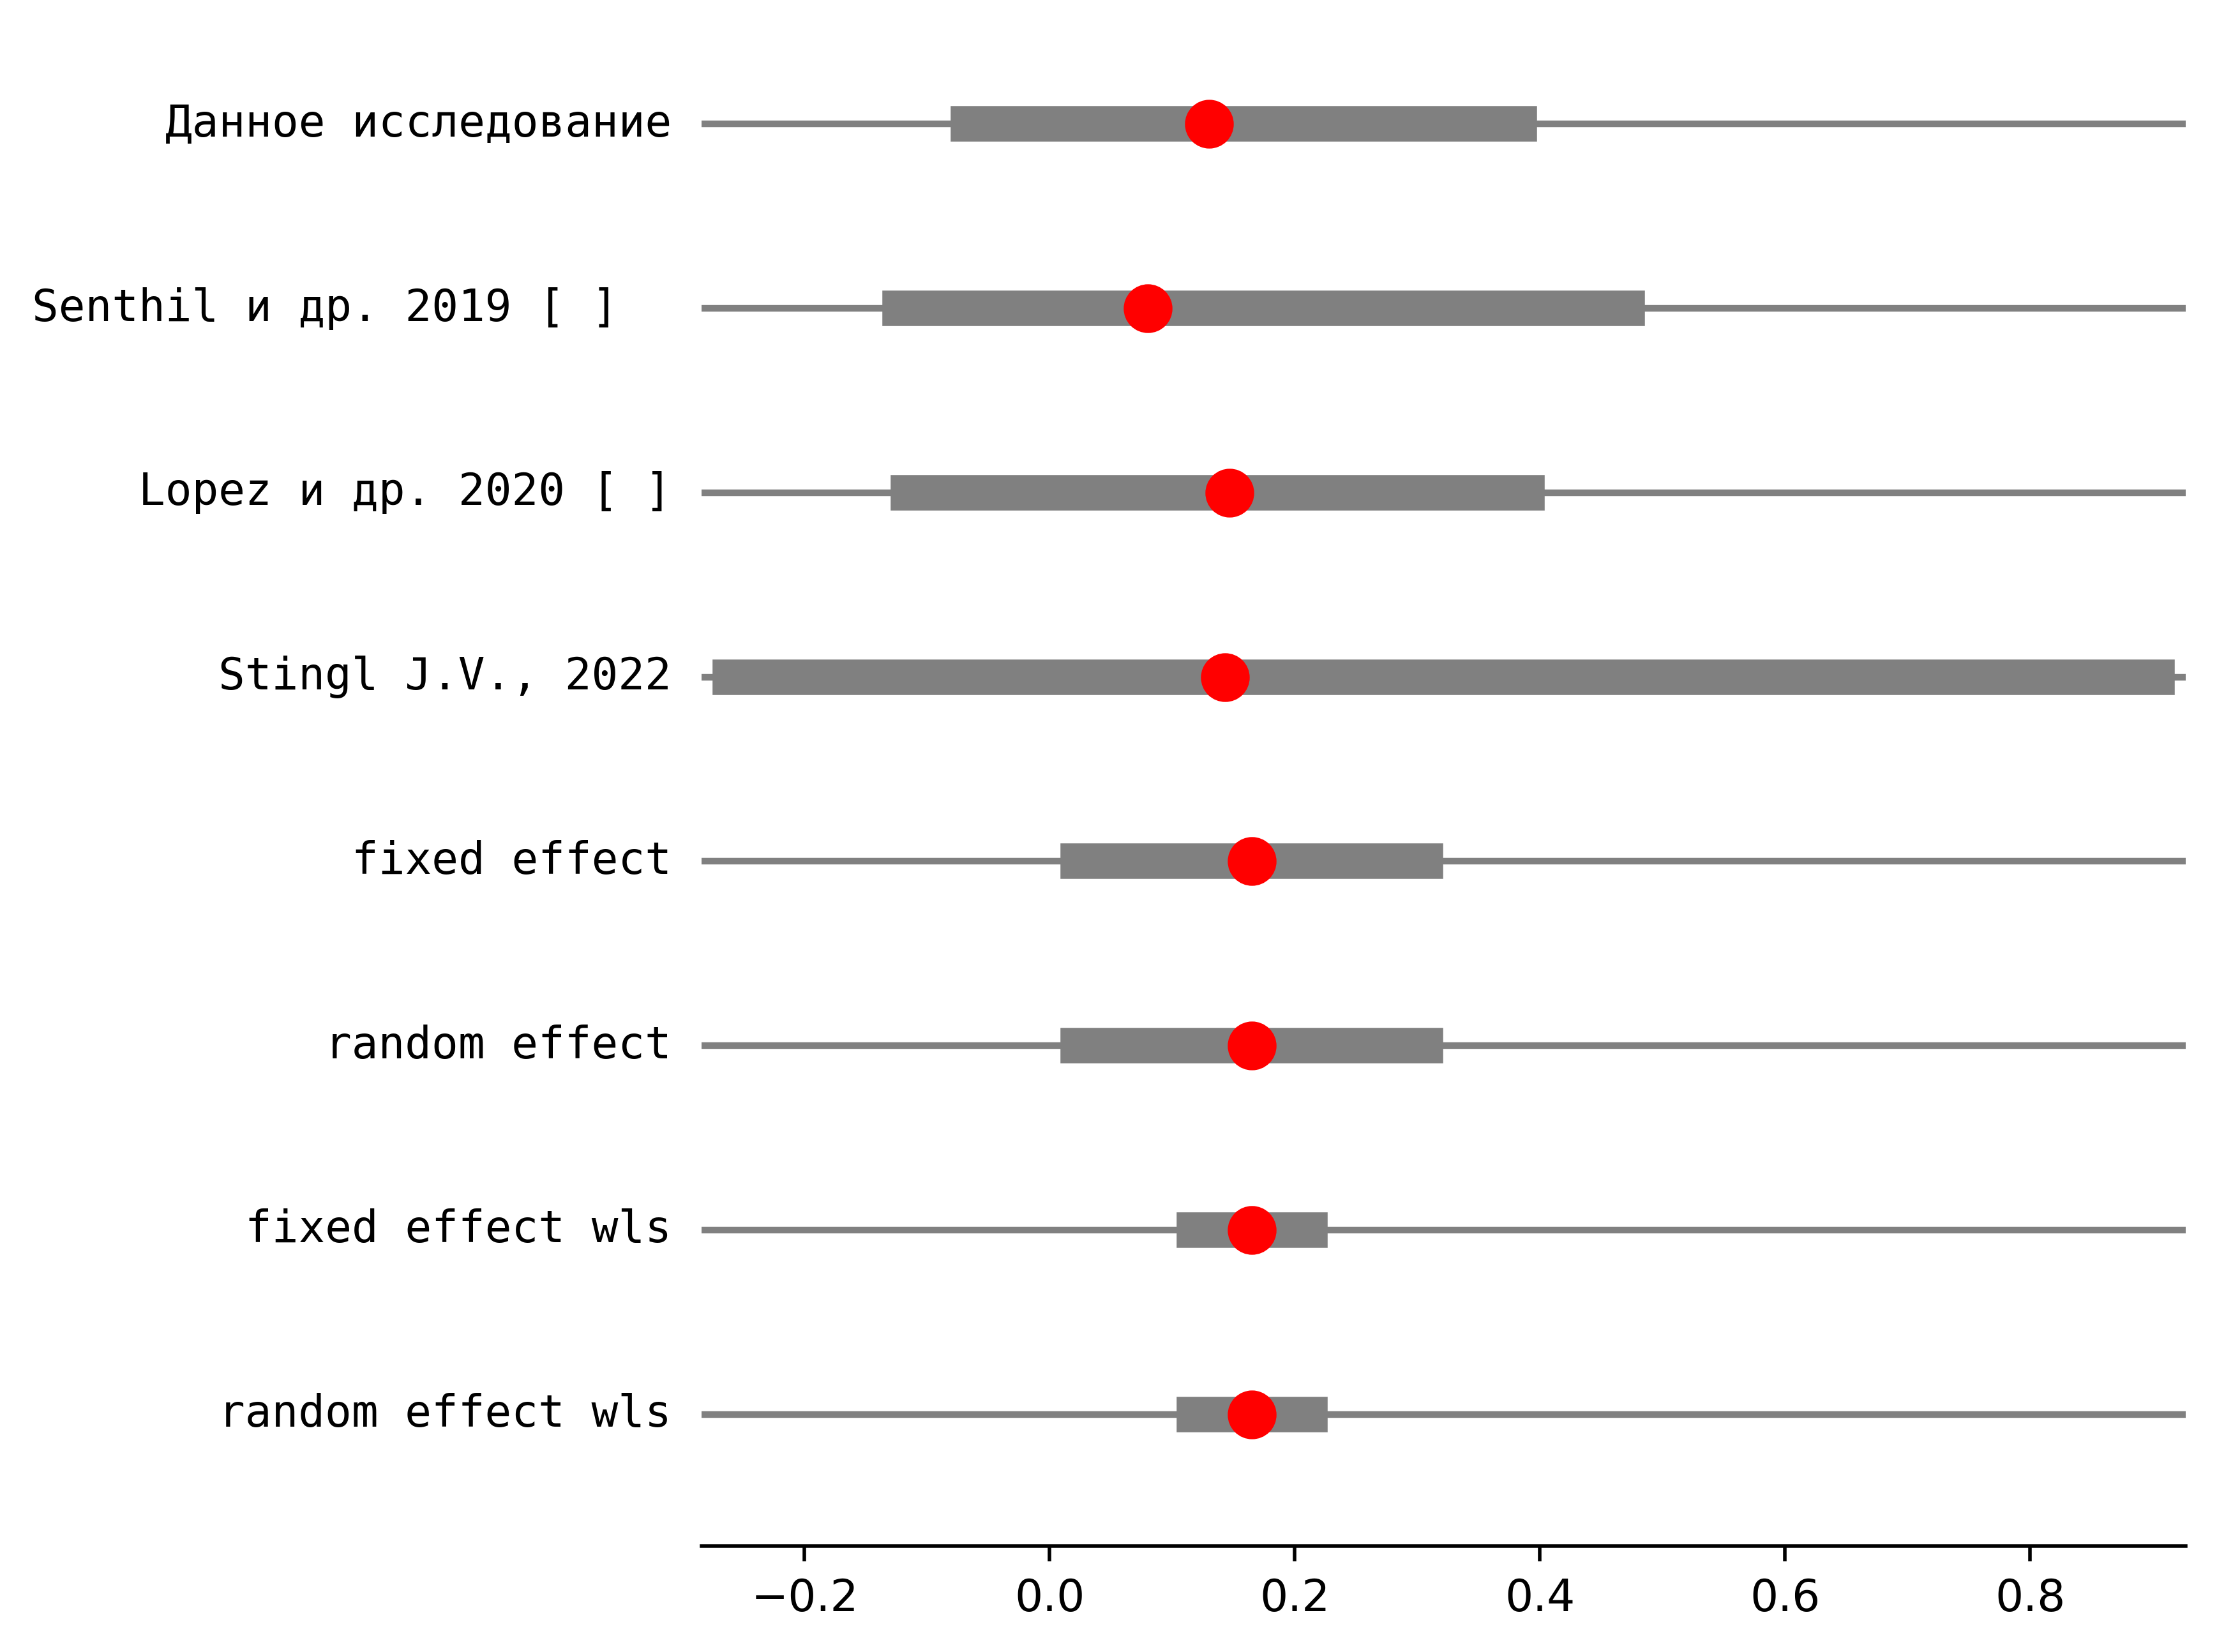 Данное исследование
Senthil и др. 2019 [ ]
Lopez и др. 2020 [ ]
Stingl J.V., 2022
fixed effect
random effect
fixed effect wls
random effect wls
−0.2 0.0 0.2 0.4 0.6 0.8